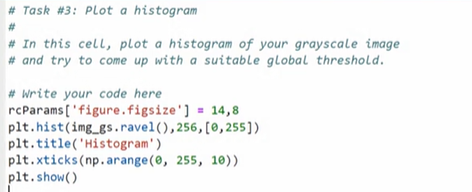 # Task #3: Plot a histogram
#
# In this cell, plot a histogram of your grayscale image
# and try to come up with a suitable global threshold.
# Write your code here
rcParams['figure.figsize'] = 14,8
plt.hist(img_gs.ravel(),256,[0,255])
plt.title('Histogram')
plt.xticks(np.arange(0, 255, 10))
plt.show()